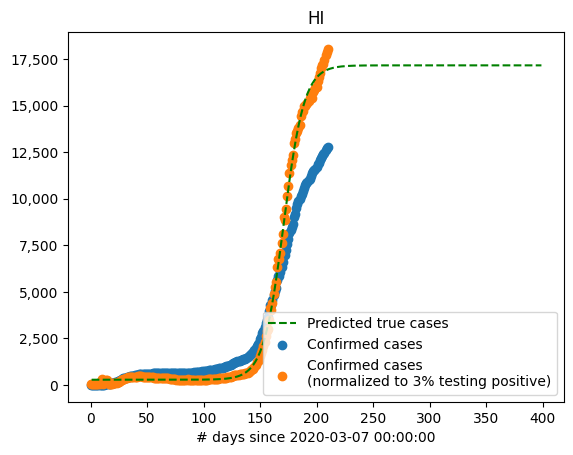 HI
17,500
15,000
12,500
10,000
7,500
5,000
2,500
0
Predicted true cases
Confirmed cases
Confirmed cases
(normalized to 3% testing positive)
0 50 100 150 200 250 300 350 400
# days since 2020-03-07 00:00:00